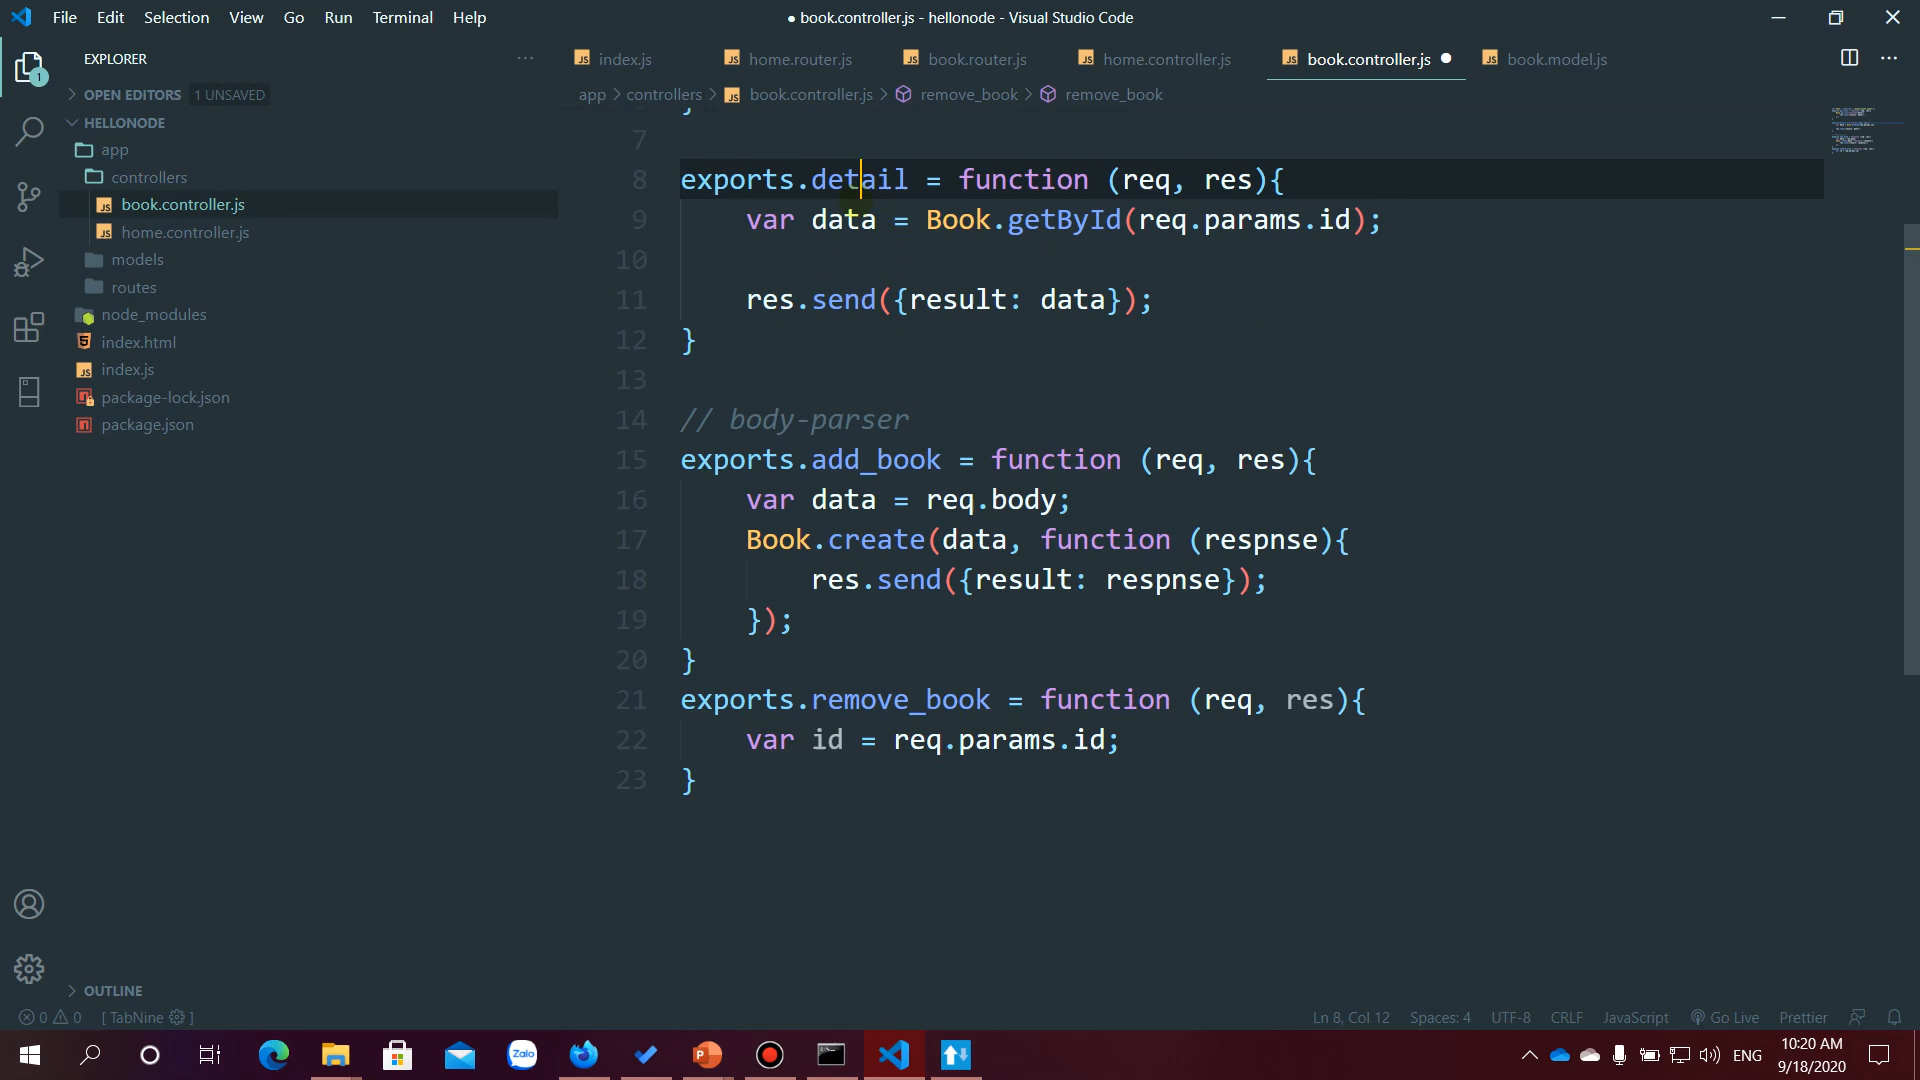 File Edit Selection View Go Run Terminal Help
● book.controller.js - hellonode - Visual Studio Code
EXPLORER
OPEN EDITORS 1 UNSAVED
HELLONODE
app
controllers
book.controller.js
home.controller.js
models
routes
node_modules
index.html
index.js
package-lock.json
package.json
OUTLINE
1
index.js home.router.js book.router.js home.controller.js book.controller.js ● book.model.js
app > controllers > book.controller.js > remove_book > remove_book
7
8 exports.detail = function (req, res){
9 var data = Book.getById(req.params.id);
10
11 res.send({result: data});
12 }
13
14 // body-parser
15 exports.add_book = function (req, res){
16 var data = req.body;
17 Book.create(data, function (respnse){
18 res.send({result: respnse});
19 });
20 }
21 exports.remove_book = function (req, res){
22 var id = req.params.id;
23 }
0 0 [ TabNine ]
Ln 8, Col 12 Spaces: 4 UTF-8 CRLF JavaScript Go Live Prettier
Zalo
ENG
10:20 AM
9/18/2020